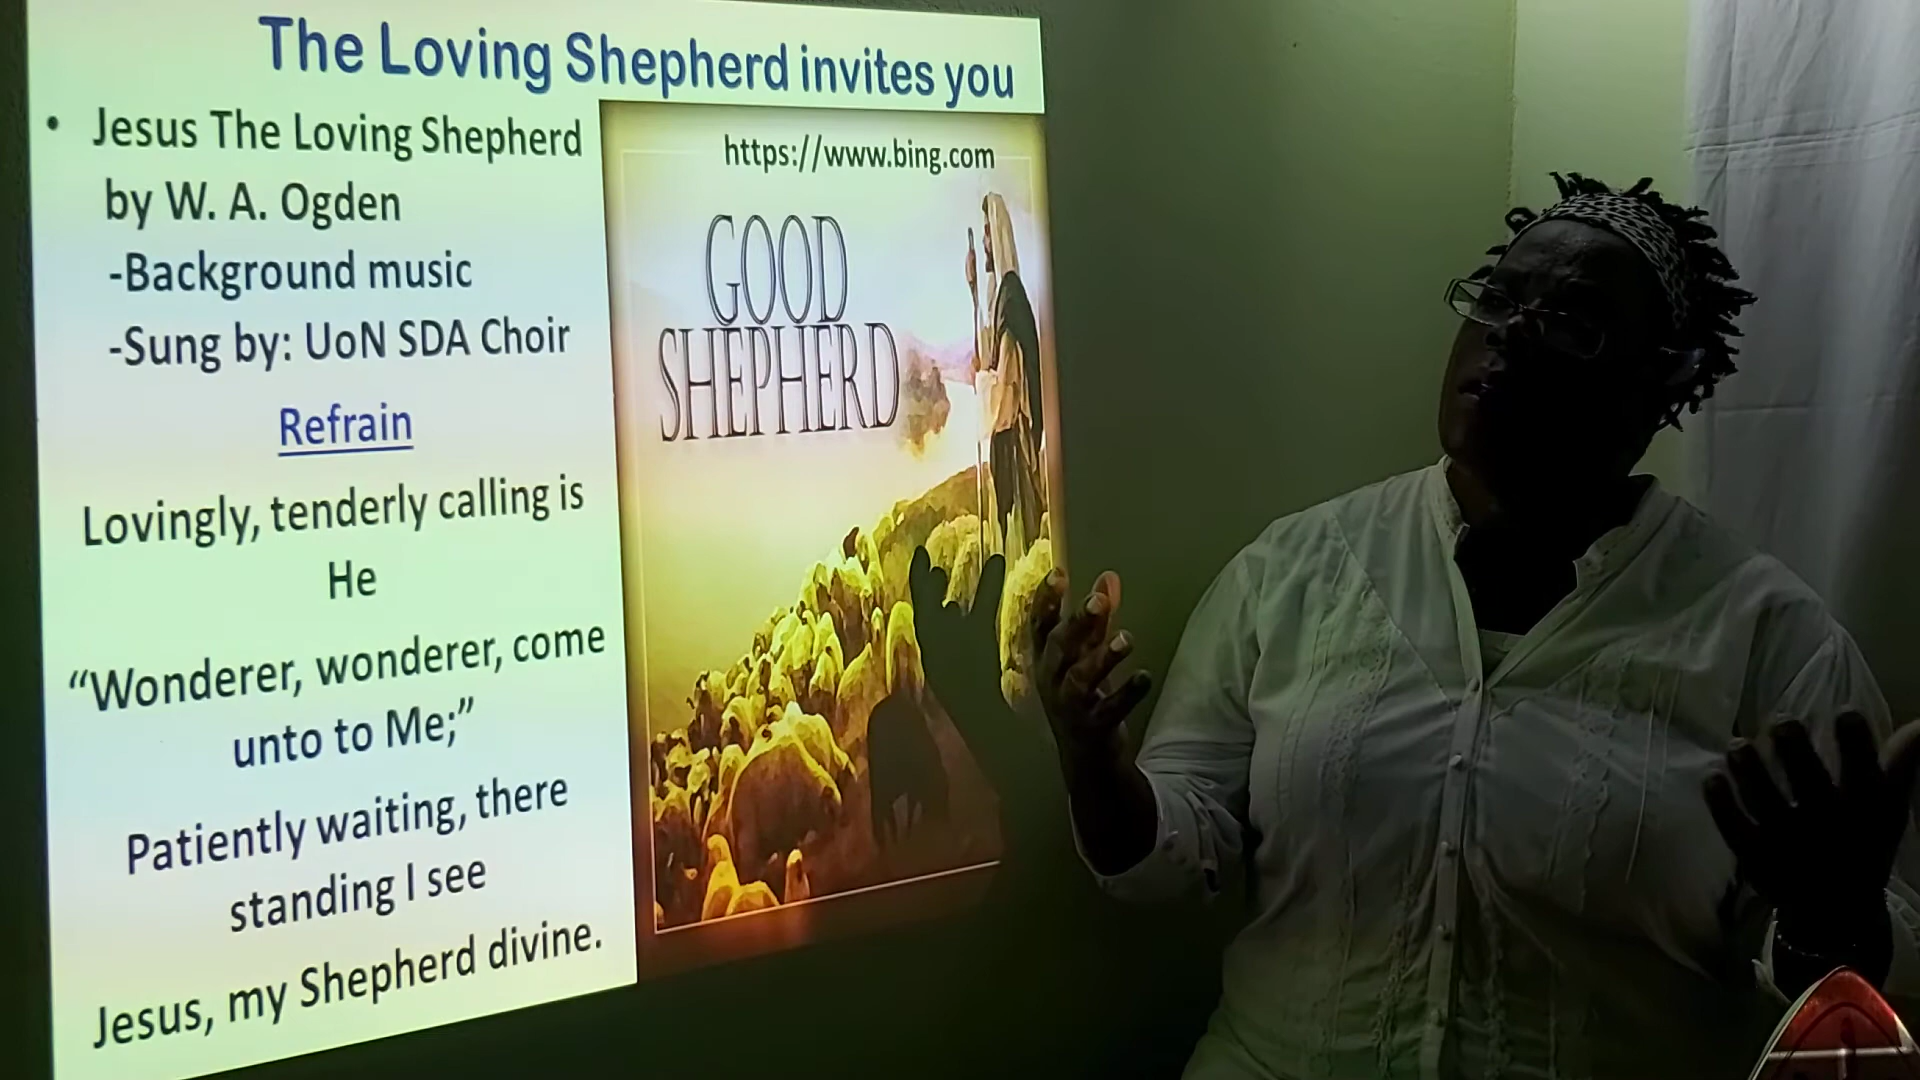 The Loving Shepherd invites you
• Jesus The Loving Shepherd
by W. A. Ogden
-Background music
-Sung by: UoN SDA Choir
Refrain
Lovingly, tenderly calling is
He
“Wonderer, wonderer, come
unto to Me;”
Patiently waiting, there
standing I see
Jesus, my Shepherd divine.
https://www.bing.com
GOOD
SHEPHERD